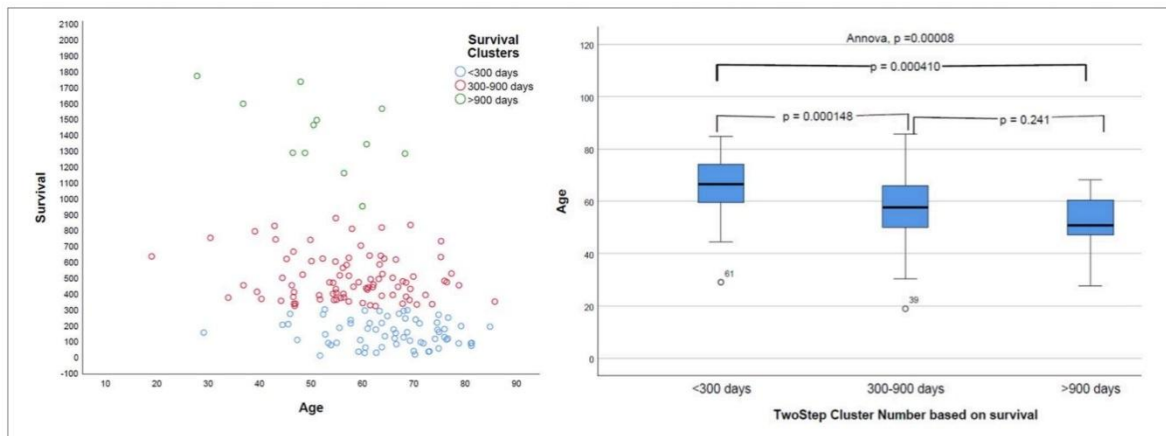 2100
2000
1900
1800
1700
1600
1500
1400
1300
1200
1100
1000
900
800
700
600
500
400
300
200
100
0
-100
Survival
10 20 30 40 50 60 70 80 90
Age
Survival
Clusters
<300 days
300-900 days
>900 days
120
100
80
60
40
20
0
Age
Annova, p =0.00008
p = 0.000410
p = 0.000148
p = 0.241
61
39
<300 days 300-900 days >900 days
TwoStep Cluster Number based on survival